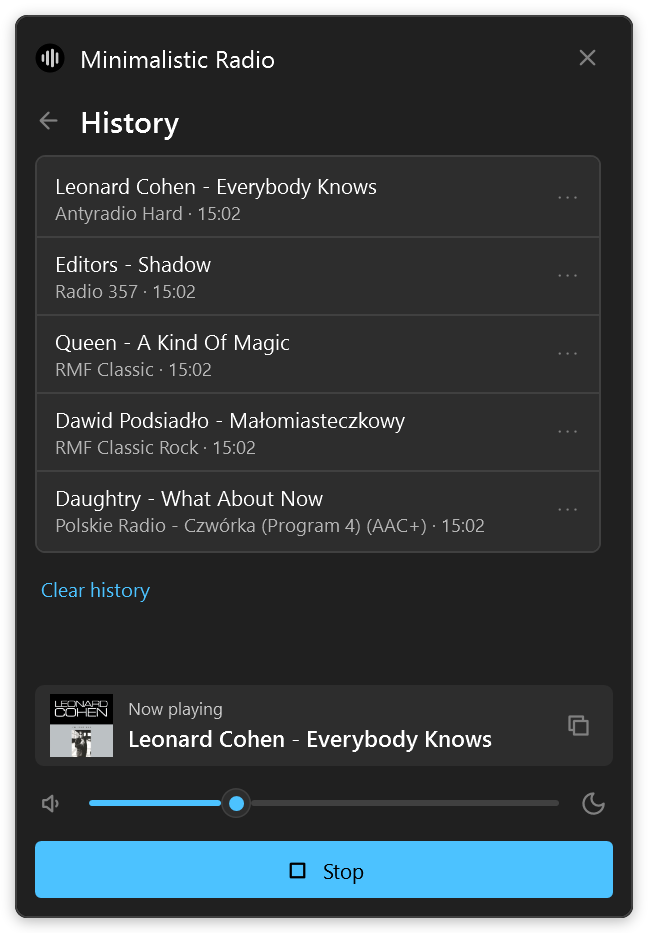 Minimalistic Radio
History
Leonard Cohen - Everybody Knows
Antyradio Hard · 15:02
Editors - Shadow
Radio 357 · 15:02
Queen - A Kind Of Magic
RMF Classic · 15:02
Dawid Podsiadło - Małomiasteczkowy
RMF Classic Rock · 15:02
Daughtry - What About Now
Polskie Radio - Czwórka (Program 4) (AAC+) · 15:02
Clear history
LEONARD
COHEN
Now playing
Leonard Cohen - Everybody Knows
Stop